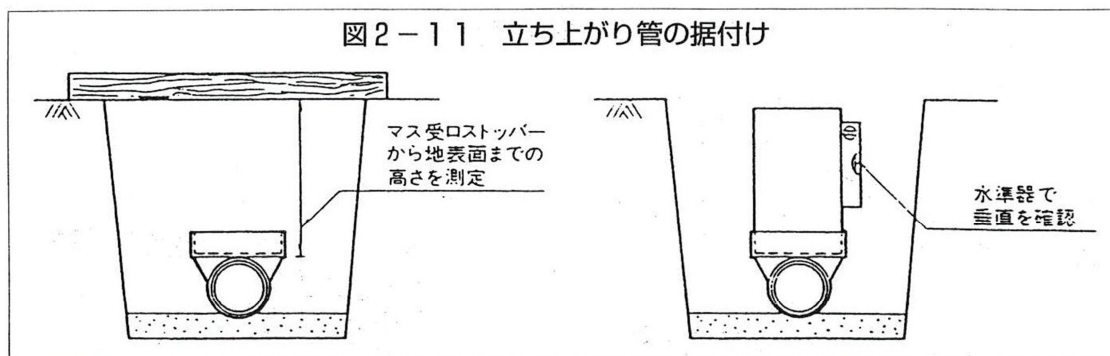 図2-11 立ち上がり管の据付け
マス受口ストッパー
から地表面までの
高さを測定
水準器で
垂直を確認